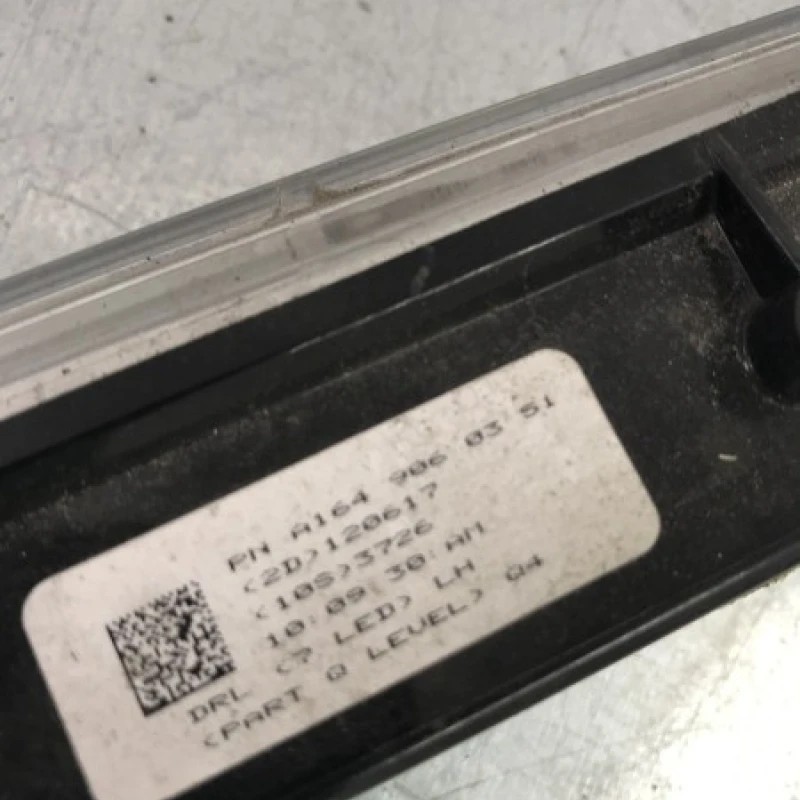 PN A164 906 03 51
(2D)120617
(10S)3726
10:09:30 AM
DRL (7 LED) LH
(PART Q LEVEL) Q4